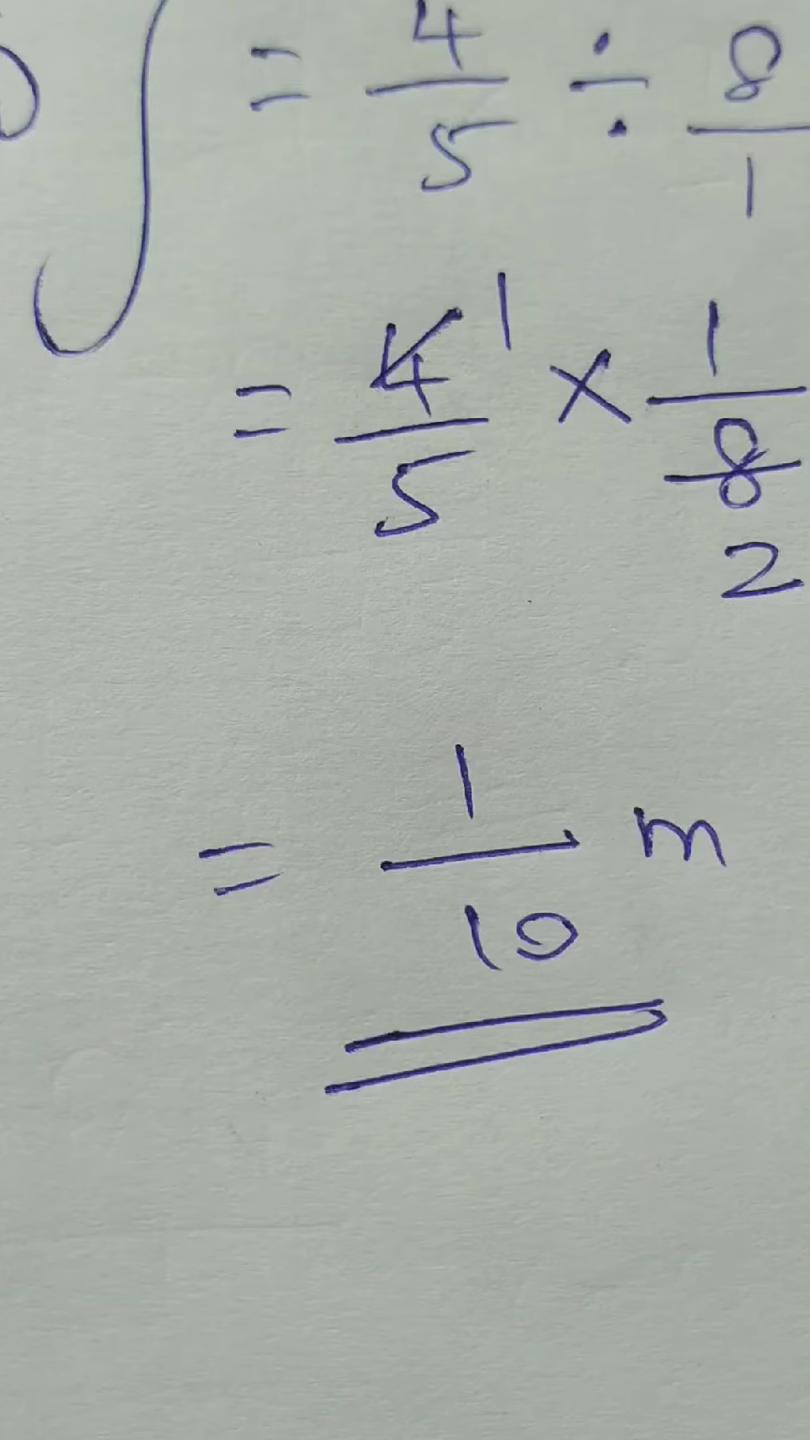 = 4/5 ÷ 8/1
= 4/5 1 × 1/8 2
= 1/10 m